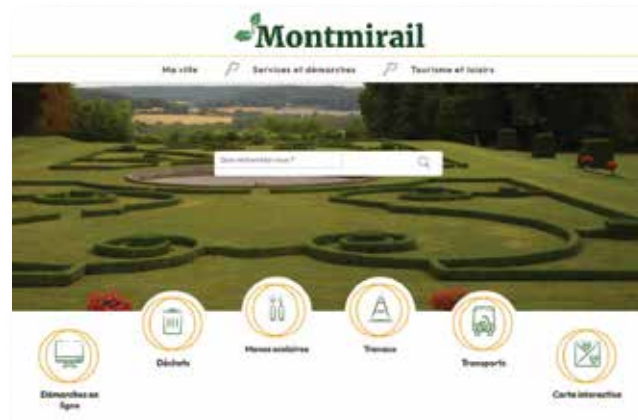 Montmirail
Ma ville Services et démarches Tourisme et loisirs
Que recherchez-vous ?
Démarches en ligne
Déchets
Menus scolaires
Travaux
Transports
Carte interactive